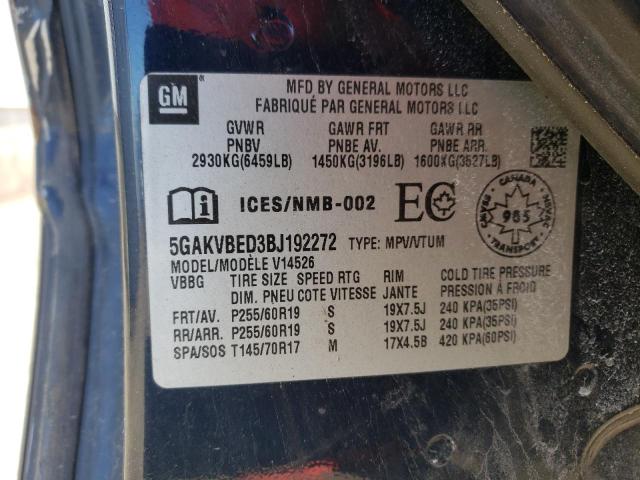 GM
MFD BY GENERAL MOTORS LLC
FABRIQUÉ PAR GENERAL MOTORS LLC
GVWR GAWR FRT GAWR RR
PNBV PNBE AV. PNBE ARR.
2930KG(6459LB) 1450KG(3196LB) 1600KG(3527LB)
ICES/NMB-002 EC
CANADA
985
5GAKVBED3BJ192272 TYPE: MPV/VTUM
MODEL/MODÈLE V14526
VBBG TIRE SIZE SPEED RTG RIM COLD TIRE PRESSURE
DIM. PNEU COTE VITESSE JANTE PRESSION À FROID
FRT/AV. P255/60R19 S 19X7.5J 240 KPA(35PSI)
RR/ARR. P255/60R19 S 19X7.5J 240 KPA(35PSI)
SPA/SOS T145/70R17 M 17X4.5B 420 KPA(60PSI)